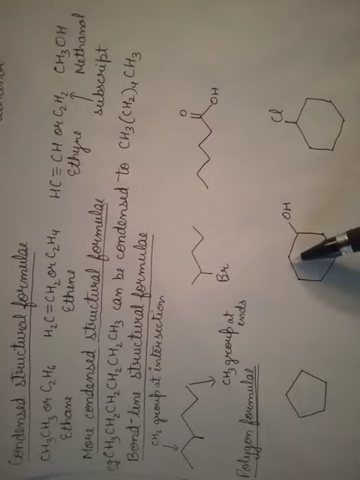 Condensed structural formulae
CH3CH3 or C2H6 H2C=CH2 or C2H4 HC≡CH or C2H2 CH3OH
Ethane Ethene Ethyne Methanol
More condensed structural formulae subscript
eg CH3CH2CH2CH2CH2CH3 can be condensed to CH3(CH2)4CH3
Bond-line structural formulae
CH2 group at intersection
O
OH
Br
CH3 group at
ends
Polygon formulae
OH
Cl